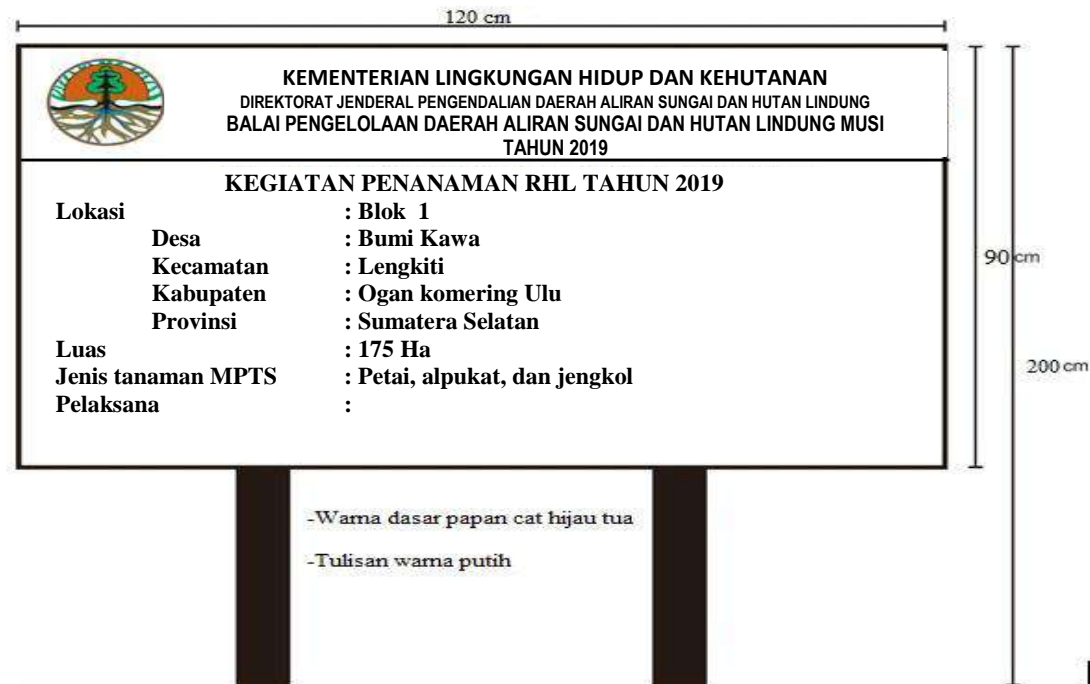 120 cm
KEMENTERIAN LINGKUNGAN HIDUP DAN KEHUTANAN
DIREKTORAT JENDERAL PENGENDALIAN DAERAH ALIRAN SUNGAI DAN HUTAN LINDUNG
BALAI PENGELOLAAN DAERAH ALIRAN SUNGAI DAN HUTAN LINDUNG MUSI
TAHUN 2019
KEGIATAN PENANAMAN RHL TAHUN 2019
Lokasi : Blok 1
Desa : Bumi Kawa
Kecamatan : Lengkiti
Kabupaten : Ogan komering Ulu
Provinsi : Sumatera Selatan
Luas : 175 Ha
Jenis tanaman MPTS : Petai, alpukat, dan jengkol
Pelaksana :
90 cm
200 cm
-Warna dasar papan cat hijau tua
-Tulisan warna putih